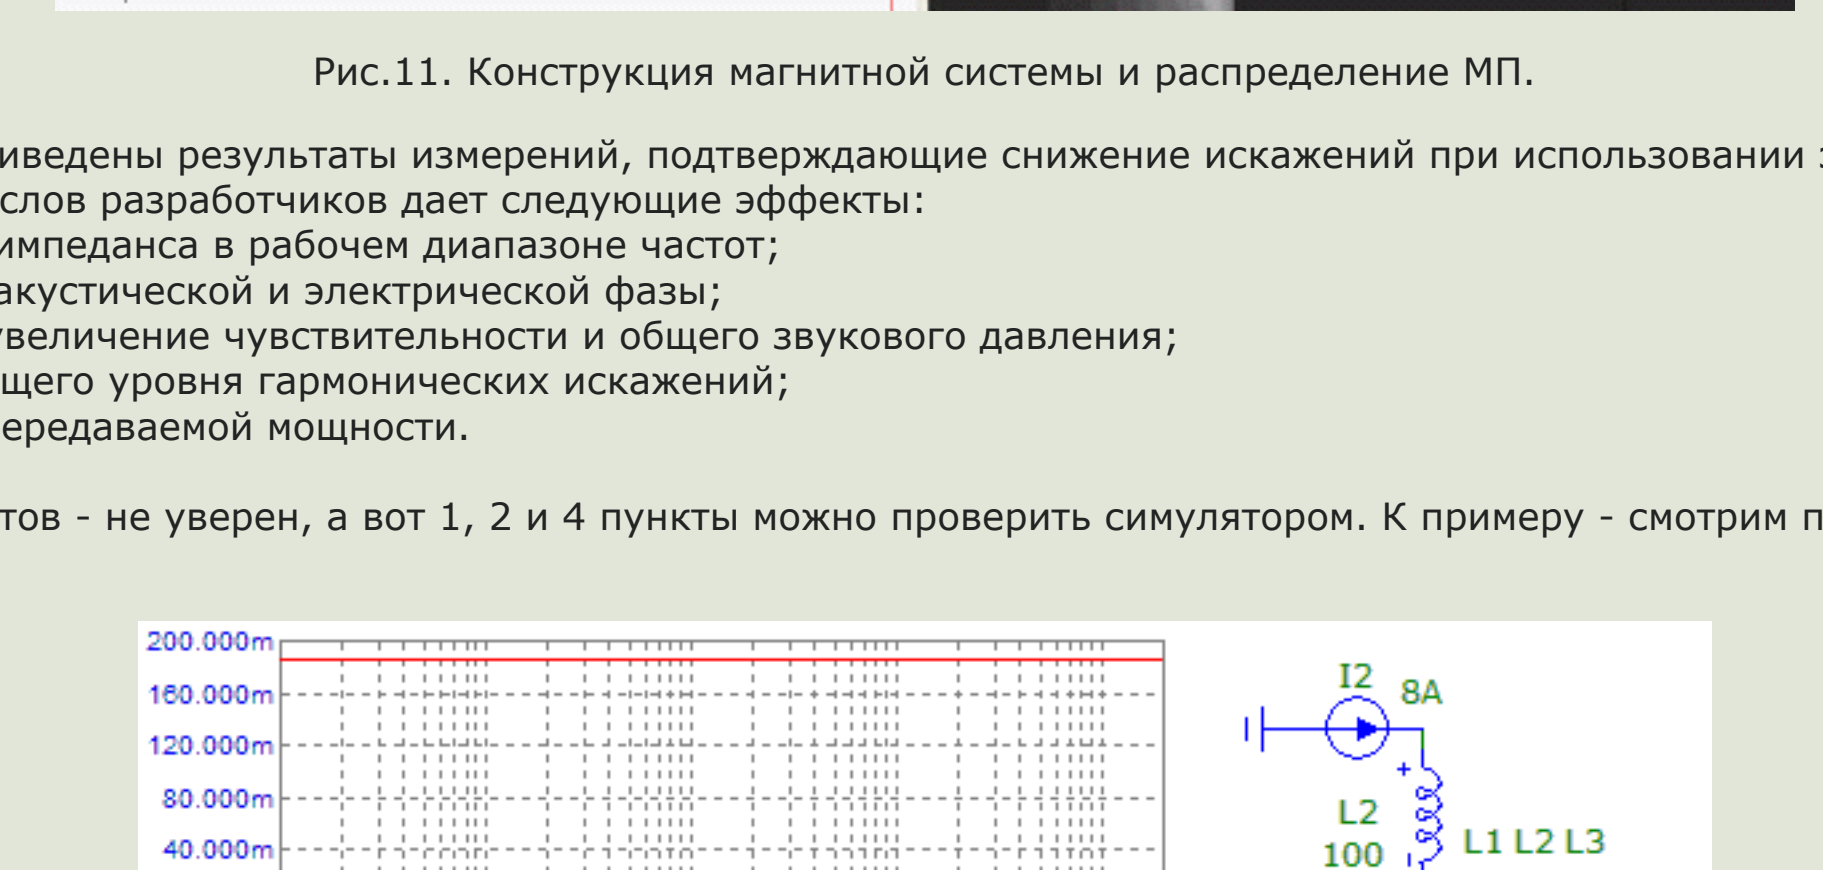 Рис.11. Конструкция магнитной системы и распределение МП.
иведены результаты измерений, подтверждающие снижение искажений при использовании
слов разработчиков дает следующие эффекты:
импеданса в рабочем диапазоне частот;
акустической и электрической фазы;
увеличение чувствительности и общего звукового давления;
щего уровня гармонических искажений;
ередаваемой мощности.
тов - не уверен, а вот 1, 2 и 4 пункты можно проверить симулятором. К примеру - смотрим п
200.000m
160.000m
120.000m
80.000m
40.000m
I2
8A
+
L2
100
L1 L2 L3